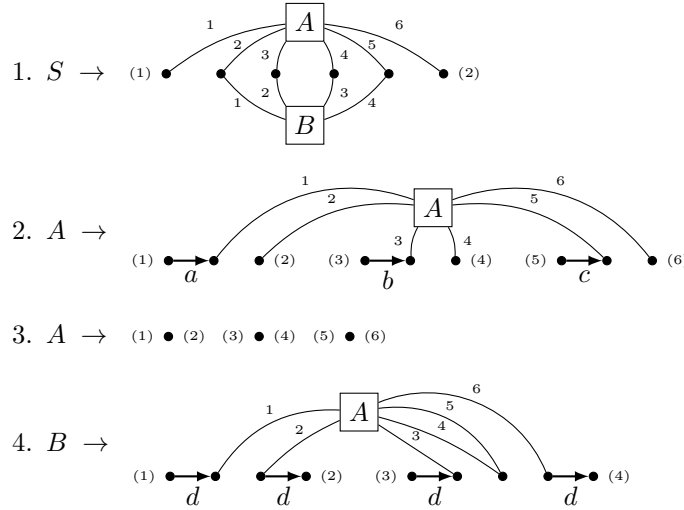 1. S → (1) 1 2 3 A 4 5 6 (2)
1 2 B 3 4
2. A → (1) a 1 2 (2) (3) b 3 A 4 (4) (5) c 5 6 (6)
3. A → (1) (2) (3) (4) (5) (6)
4. B → (1) d 1 2 d (2) A (3) d 3 4 5 6 d (4)